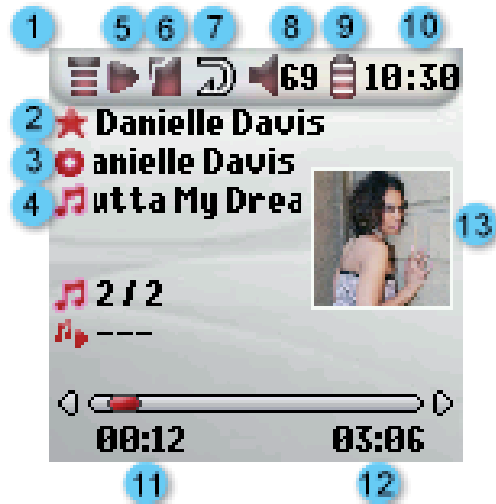 1 5 6 7 8 9 10
69 10:30
2 Danielle Davis
3 anielle Davis
4 utta My Drea
13
2 / 2
---
00:12 03:06
11 12